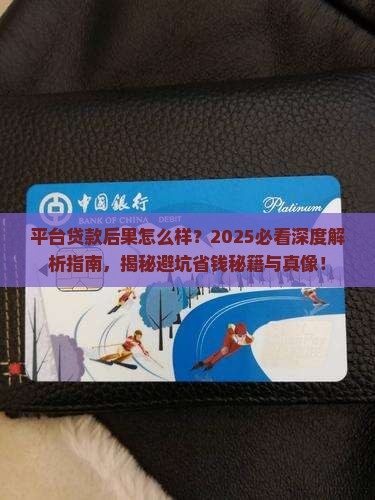 中国银行 Platinum
BANK OF CHINA DEBIT
平台贷款后果怎么样？2025必看深度解
析指南，揭秘避坑省钱秘籍与真像！